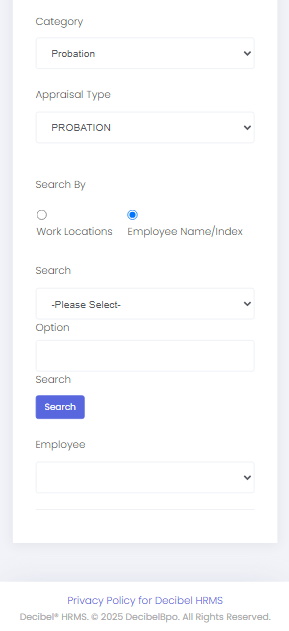 Category
Probation
Appraisal Type
PROBATION
Search By
Work Locations
Employee Name/Index
Search
-Please Select-
Option
Search
Search
Employee
Privacy Policy for Decibel HRMS
Decibel® HRMS. © 2025 DecibelBpo. All Rights Reserved.